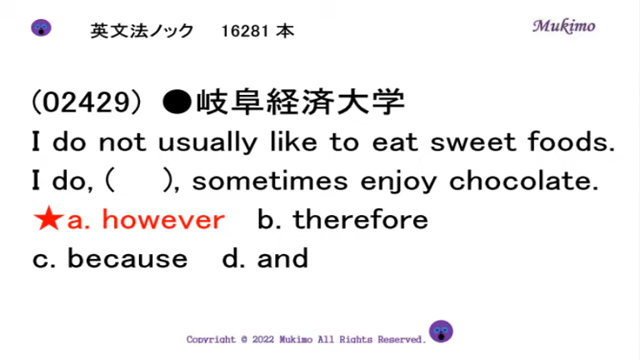 英文法ノック 16281 本 Mukimo
(02429) ●岐阜経済大学
I do not usually like to eat sweet foods.
I do, ( ), sometimes enjoy chocolate.
★a. however b. therefore
c. because d. and
Copyright @ 2022 Mukimo All Rights Reserved.